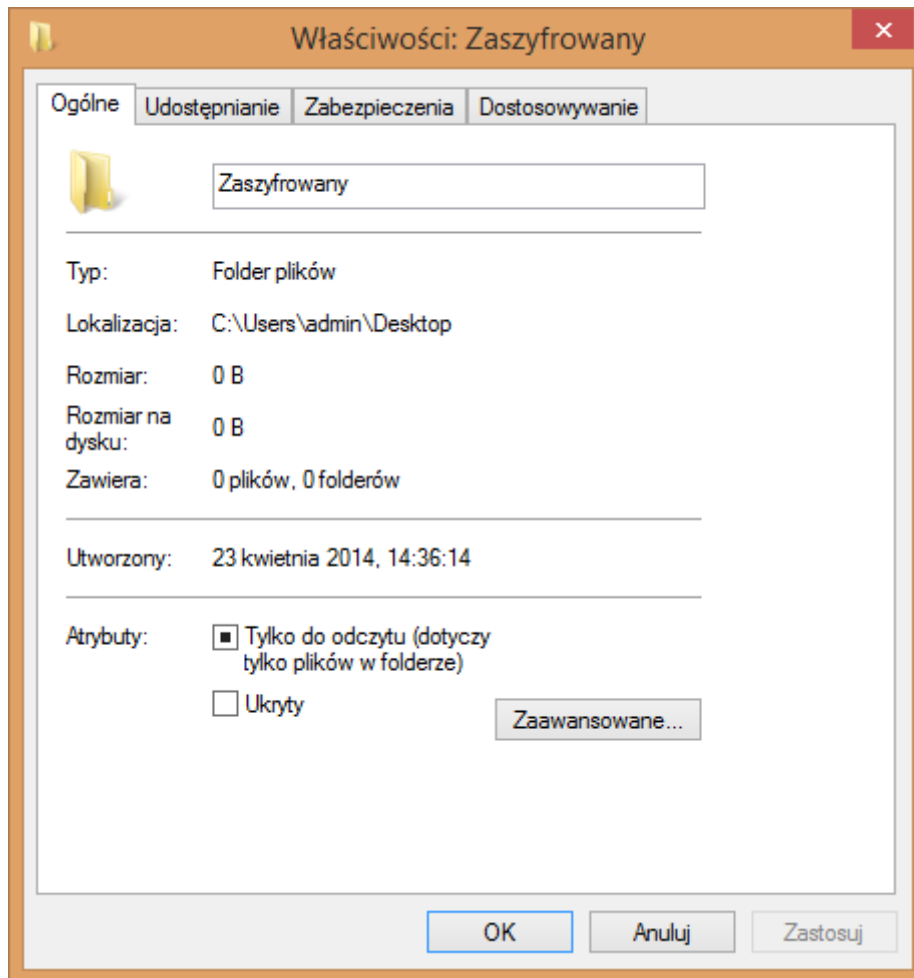 Właściwości: Zaszyfrowany
Ogólne Udostępnianie Zabezpieczenia Dostosowywanie
Zaszyfrowany
Typ: Folder plików
Lokalizacja: C:\Users\admin\Desktop
Rozmiar: 0 B
Rozmiar na dysku: 0 B
Zawiera: 0 plików, 0 folderów
Utworzony: 23 kwietnia 2014, 14:36:14
Atrybuty: Tylko do odczytu (dotyczy
tylko plików w folderze)
Ukryty
Zaawansowane...
OK Anuluj Zastosuj